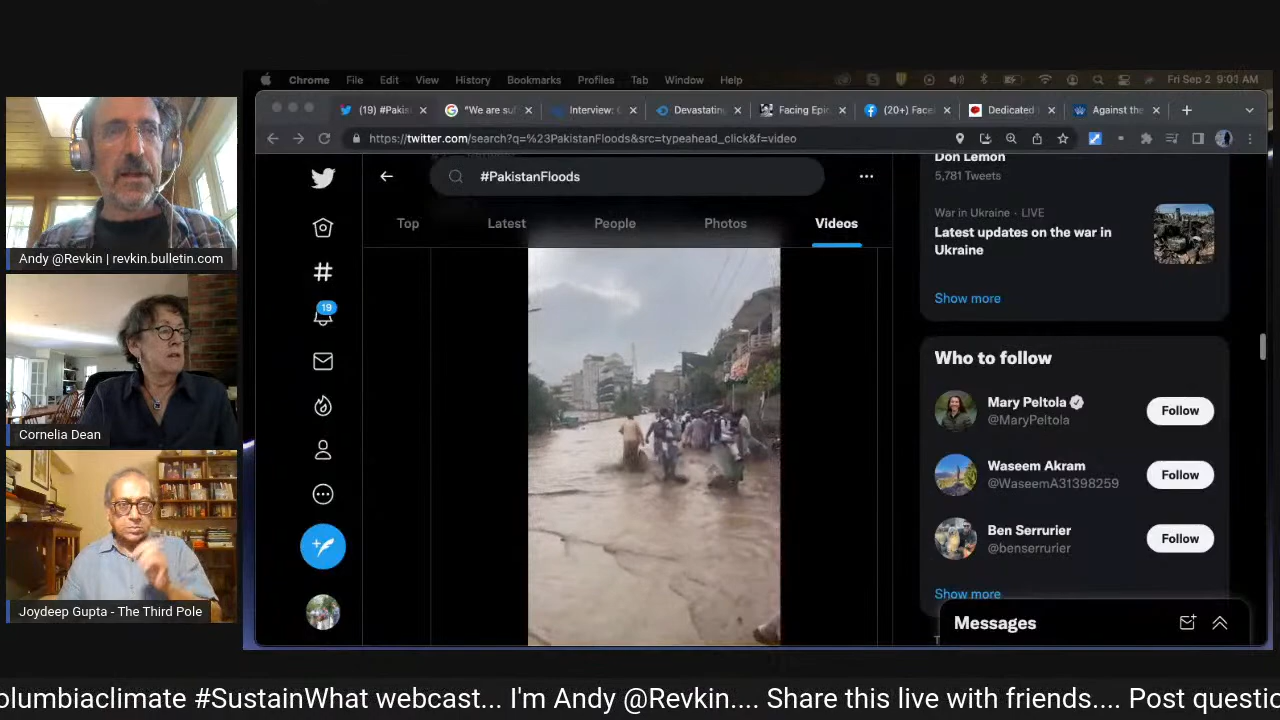 Chrome File Edit View History Bookmarks Profiles Tab Window Help Fri Sep 2 9:03 AM
(19) #Pakis "We are suf Interview: Devastatin Facing Epi (20+) Face Dedicated Against the
https://twitter.com/search?q=%23PakistanFloods&src=typeahead_click&f=video
#PakistanFloods
Top Latest People Photos Videos
19
Don Lemon
5,781 Tweets
War in Ukraine · LIVE
Latest updates on the war in
Ukraine
Show more
Who to follow
Mary Peltola
@MaryPeltola
Follow
Waseem Akram
@WaseemA31398259
Follow
Ben Serrurier
@benserrurier
Follow
Show more
Messages
Andy @Revkin | revkin.bulletin.com
Cornelia Dean
Joydeep Gupta - The Third Pole
olumbiaclimate #SustainWhat webcast... I'm Andy @Revkin.... Share this live with friends.... Post questio